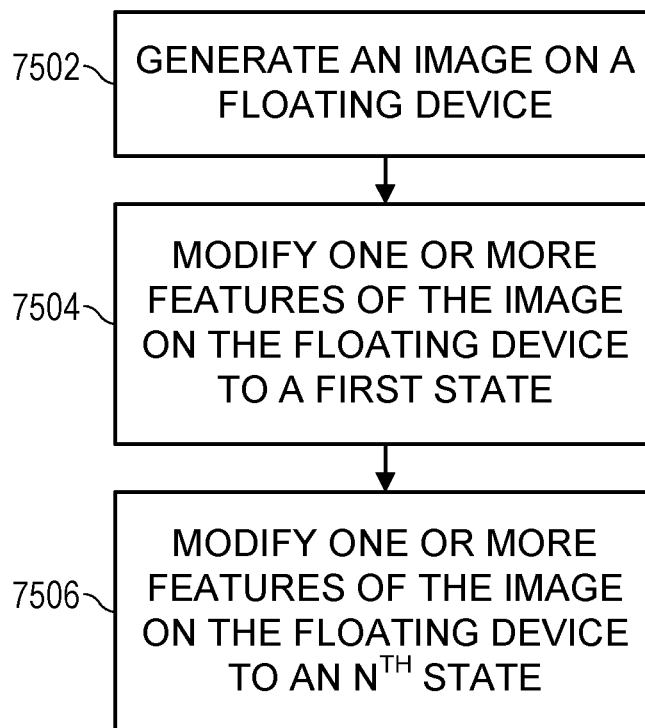 7502
GENERATE AN IMAGE ON A
FLOATING DEVICE
7504
MODIFY ONE OR MORE
FEATURES OF THE IMAGE
ON THE FLOATING DEVICE
TO A FIRST STATE
7506
MODIFY ONE OR MORE
FEATURES OF THE IMAGE
ON THE FLOATING DEVICE
TO AN NTH STATE